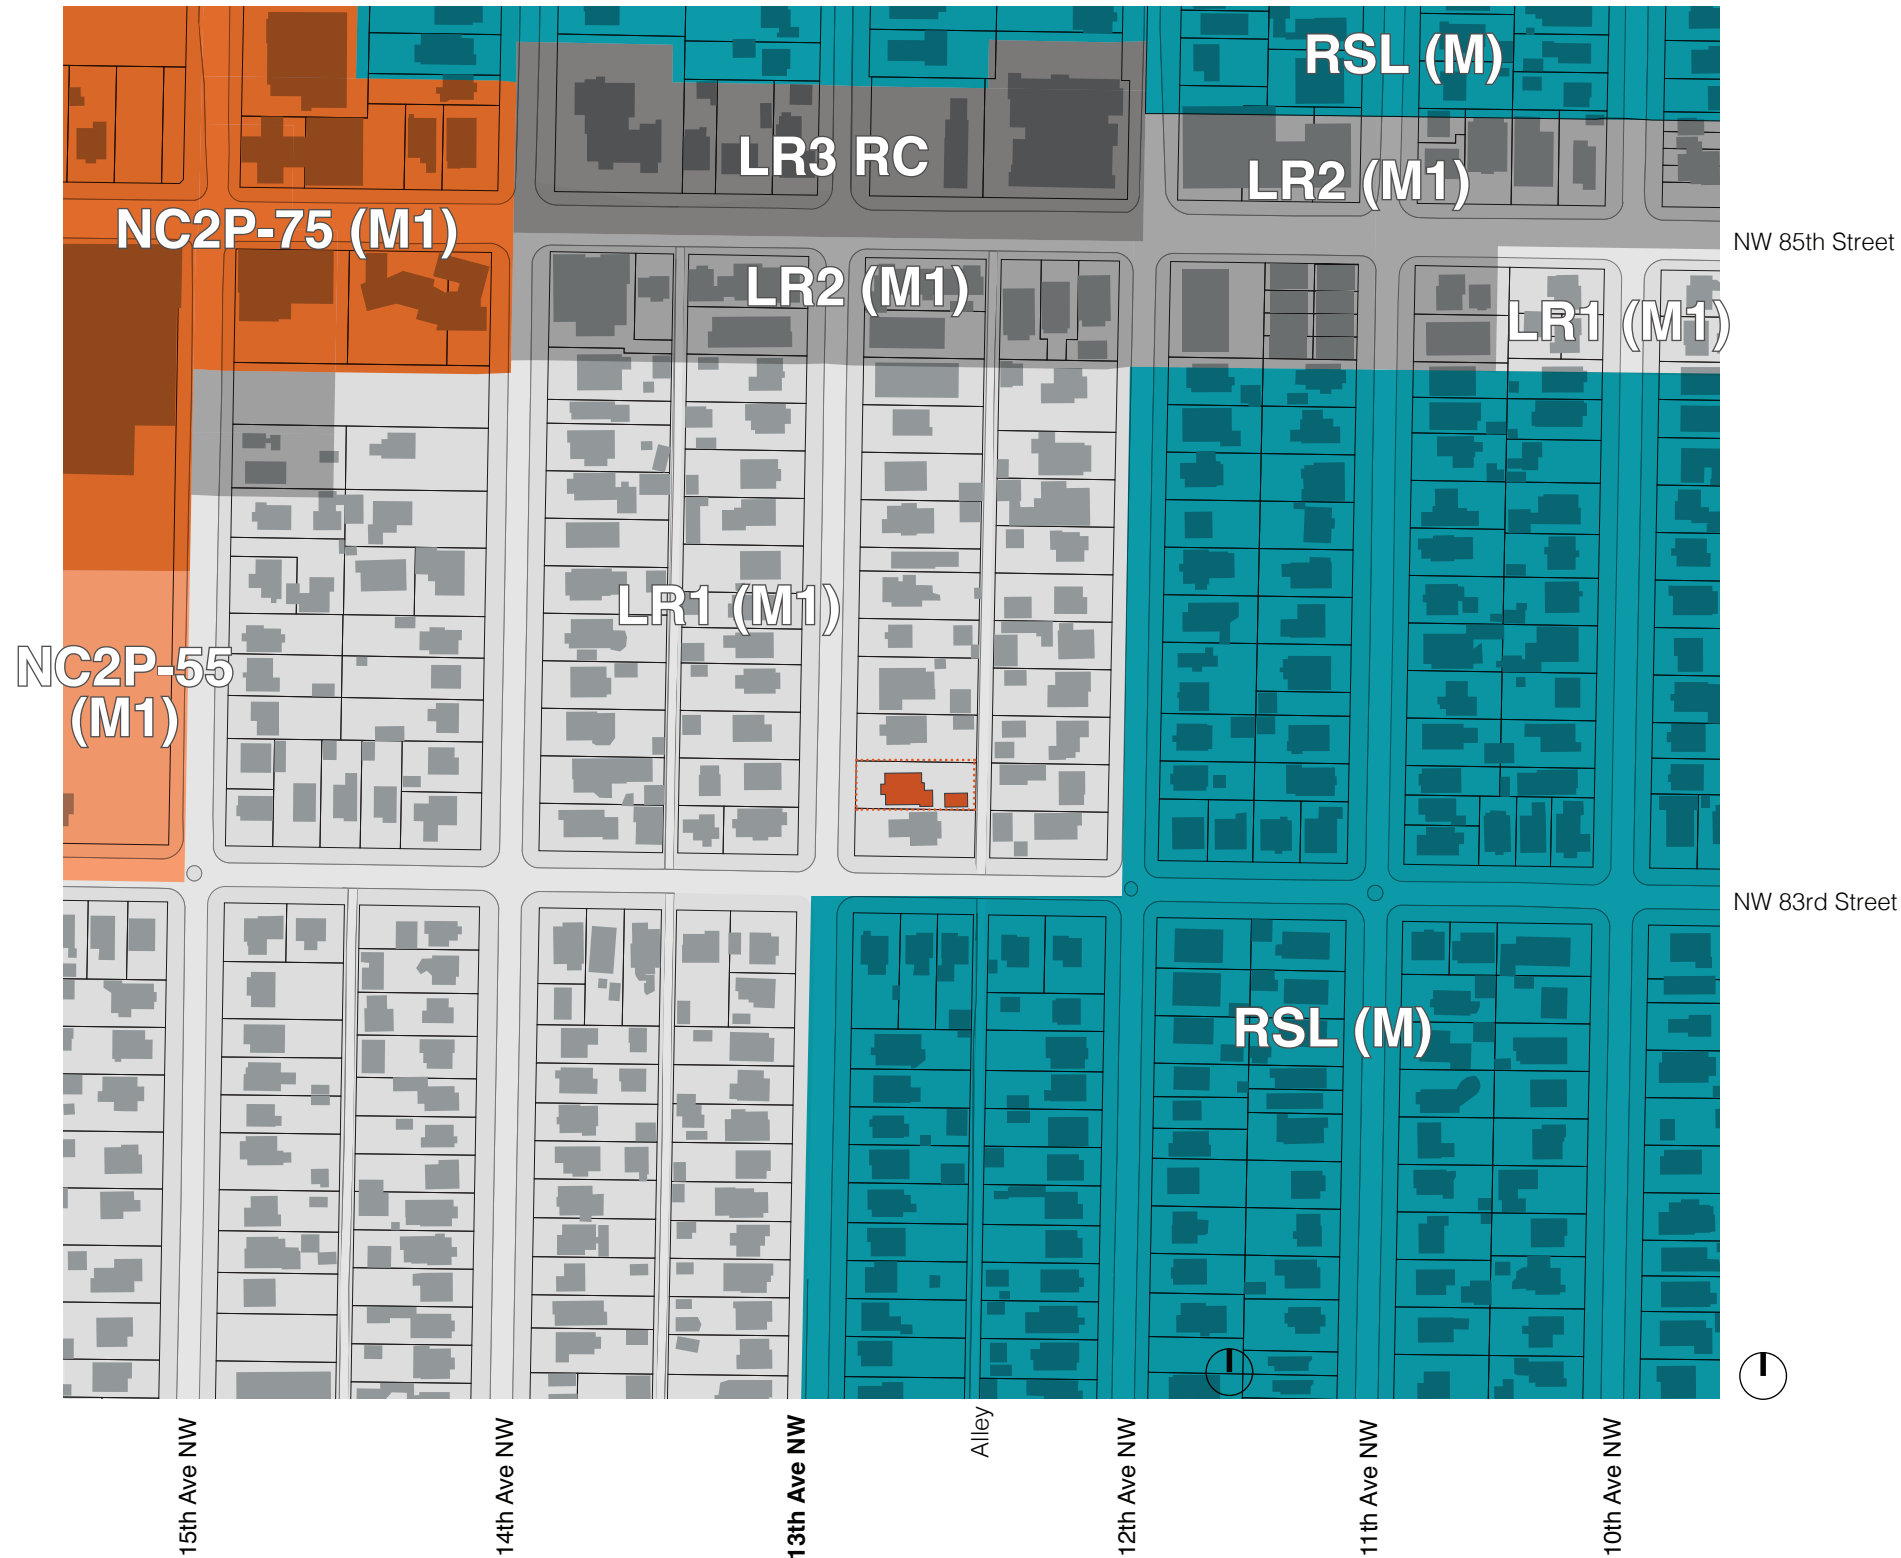 RSL (M)
LR3 RC
LR2 (M1)
NC2P-75 (M1)
NW 85th Street
LR2 (M1)
LR1 (M1)
LR1 (M1)
NC2P-55
(M1)
NW 83rd Street
RSL (M)
15th Ave NW
14th Ave NW
13th Ave NW
Alley
12th Ave NW
11th Ave NW
10th Ave NW